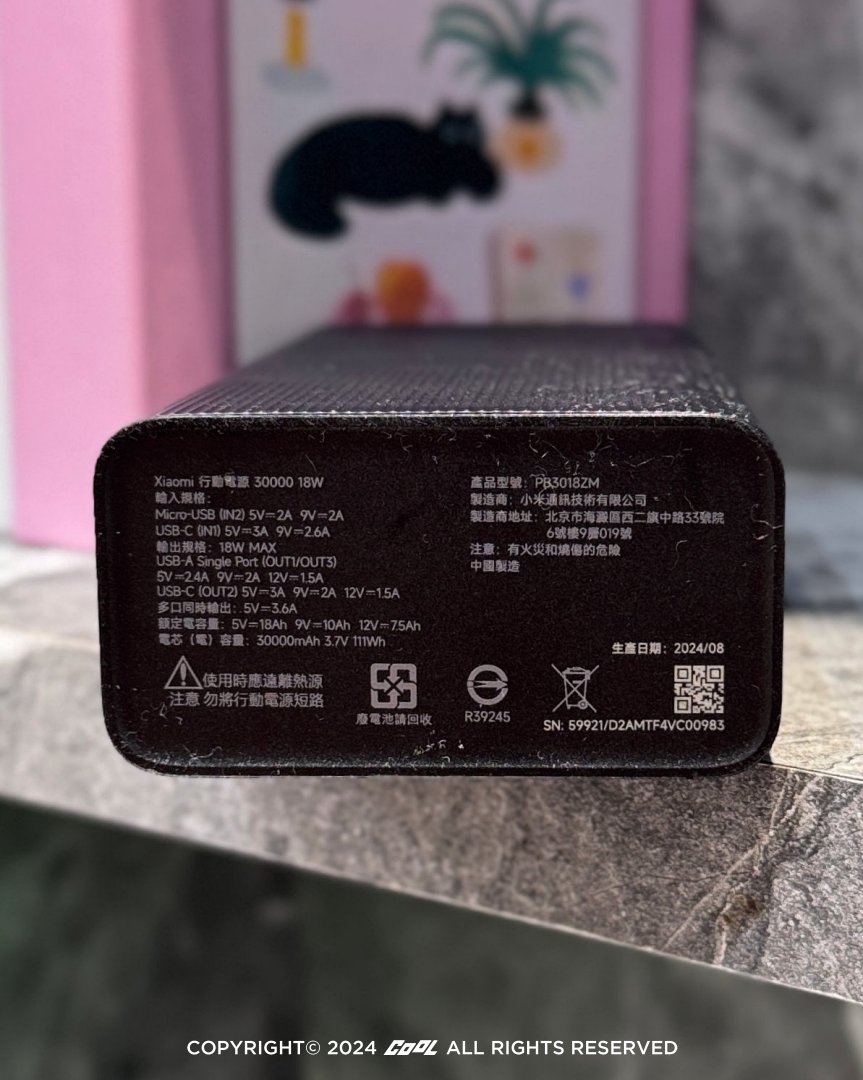 Xiaomi 行動電源 30000 18W
輸入規格:
Micro-USB (IN2) 5V⎓2A 9V⎓2A
USB-C (IN1) 5V⎓3A 9V⎓2.6A
輸出規格: 18W MAX
USB-A Single Port (OUT1/OUT3)
5V⎓2.4A 9V⎓2A 12V⎓1.5A
USB-C (OUT2) 5V⎓3A 9V⎓2A 12V⎓1.5A
多口同時輸出: 5V⎓3.6A
額定電容量: 5V⎓18Ah 9V⎓10Ah 12V⎓7.5Ah
電芯（電）容量: 30000mAh 3.7V 111Wh
使用時應遠離熱源
注意 勿將行動電源短路
產品型號: PB3018ZM
製造商: 小米通訊技術有限公司
製造商地址: 北京市海澱區西二旗中路33號院
6號樓9層019號
注意: 有火災和燒傷的危險
中國製造
廢電池請回收
R39245
生產日期: 2024/08
SN: 59921/D2AMTF4VC00983
COPYRIGHT© 2024 COOL ALL RIGHTS RESERVED